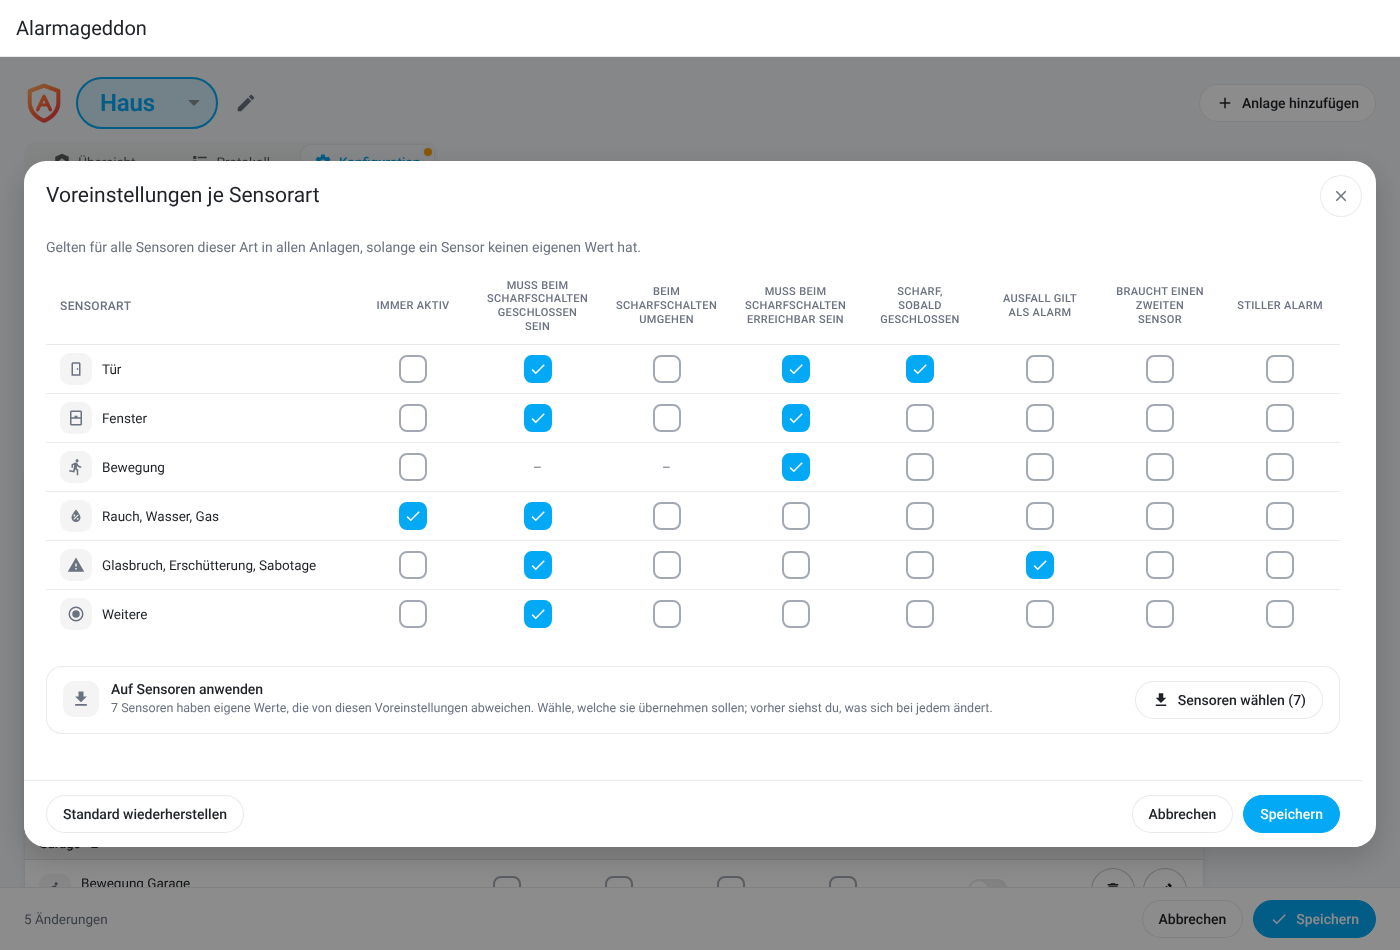 Alarmageddon
Haus
Anlage hinzufügen
Übersicht
Protokoll
Konfiguration
Voreinstellungen je Sensorart
Gelten für alle Sensoren dieser Art in allen Anlagen, solange ein Sensor keinen eigenen Wert hat.
SENSORART
IMMER AKTIV
MUSS BEIM
SCHARFSCHALTEN
GESCHLOSSEN
SEIN
BEIM
SCHARFSCHALTEN
UMGEHEN
MUSS BEIM
SCHARFSCHALTEN
ERREICHBAR SEIN
SCHARF,
SOBALD
GESCHLOSSEN
AUSFALL GILT
ALS ALARM
BRAUCHT EINEN
ZWEITEN
SENSOR
STILLER ALARM
Tür
Fenster
Bewegung
–
–
Rauch, Wasser, Gas
Glasbruch, Erschütterung, Sabotage
Weitere
Auf Sensoren anwenden
7 Sensoren haben eigene Werte, die von diesen Voreinstellungen abweichen. Wähle, welche sie übernehmen sollen; vorher siehst du, was sich bei jedem ändert.
Sensoren wählen (7)
Standard wiederherstellen
Abbrechen
Speichern
Bewegung Garage
5 Änderungen
Abbrechen
Speichern